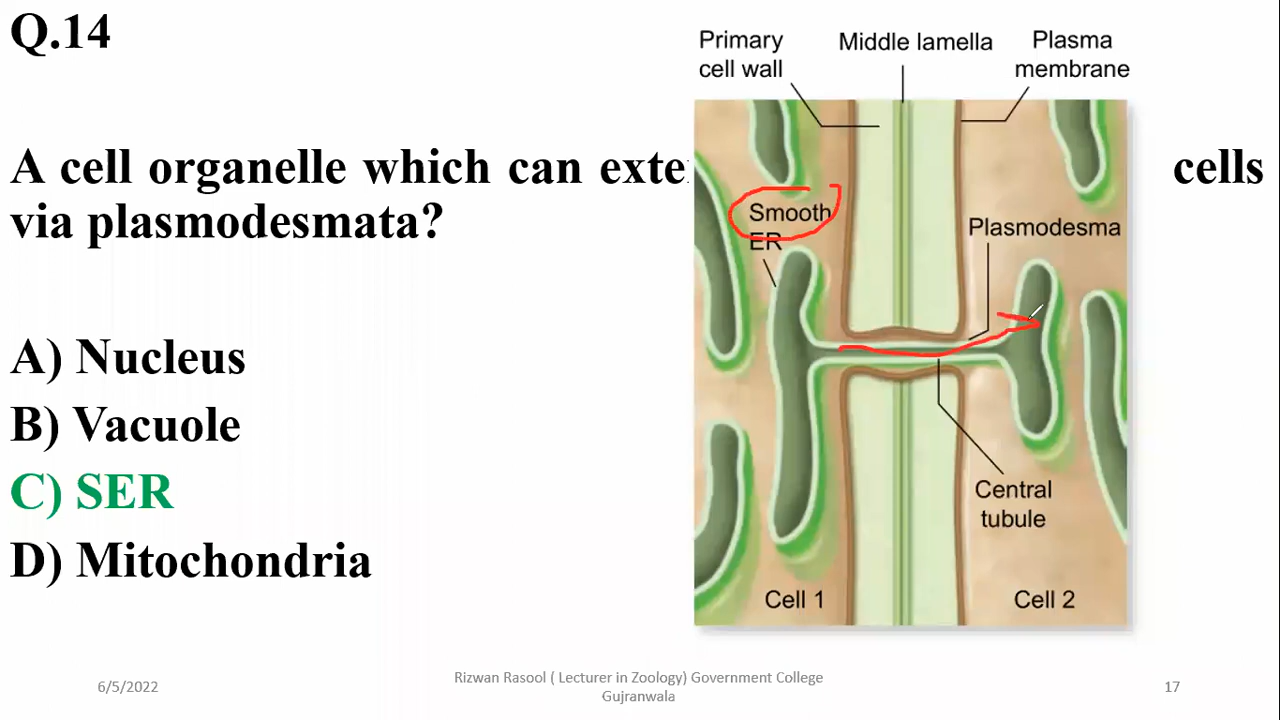 Q.14
A cell organelle which can exte cells
via plasmodesmata?
A) Nucleus
B) Vacuole
C) SER
D) Mitochondria
Primary
cell wall
Middle lamella
Plasma
membrane
Smooth
ER
Plasmodesma
Central
tubule
Cell 1
Cell 2
6/5/2022
Rizwan Rasool ( Lecturer in Zoology) Government College
Gujranwala
17